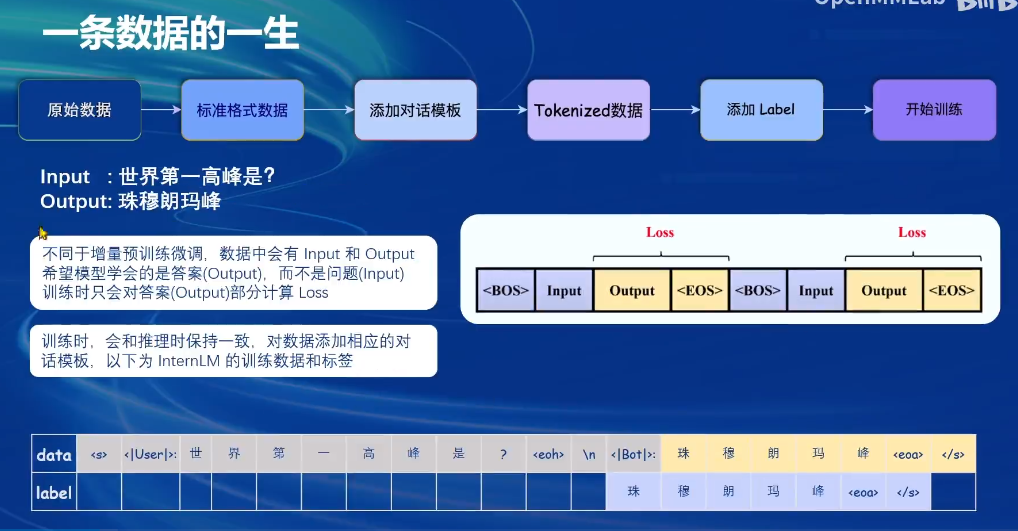 OpenMMLab
一条数据的一生
原始数据
标准格式数据
添加对话模板
Tokenized数据
添加 Label
开始训练
Input : 世界第一高峰是?
Output: 珠穆朗玛峰
不同于增量预训练微调，数据中会有 Input 和 Output
希望模型学会的是答案(Output)，而不是问题(Input)
训练时只会对答案(Output)部分计算 Loss
Loss Loss
<BOS> Input Output <EOS> <BOS> Input Output <EOS>
训练时，会和推理时保持一致，对数据添加相应的对
话模板，以下为 InternLM 的训练数据和标签
data <s> <|User|>: 世 界 第 一 高 峰 是 ? <eoh> \n <|Bot|>: 珠 穆 朗 玛 峰 <eoa> </s>
label 珠 穆 朗 玛 峰 <eoa> </s>